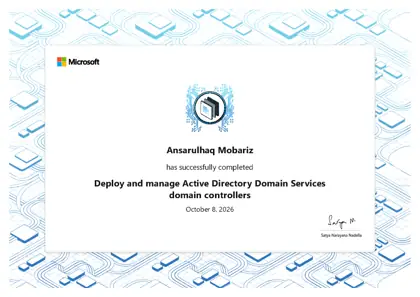 Microsoft
Ansarulhaq Mobariz
has successfully completed
Deploy and manage Active Directory Domain Services
domain controllers
October 8, 2026
Satya Narayana Nadella